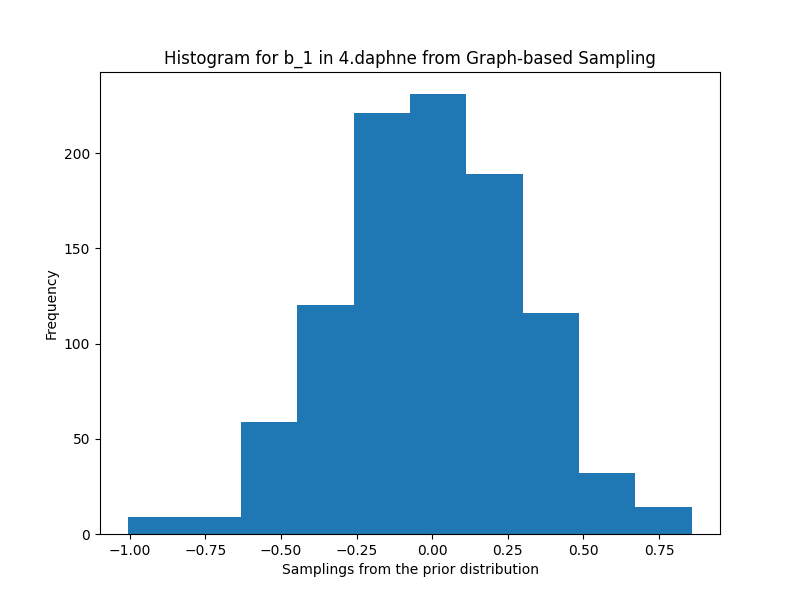 Histogram for b_1 in 4.daphne from Graph-based Sampling
Frequency
200
150
100
50
0
−1.00 −0.75 −0.50 −0.25 0.00 0.25 0.50 0.75
Samplings from the prior distribution